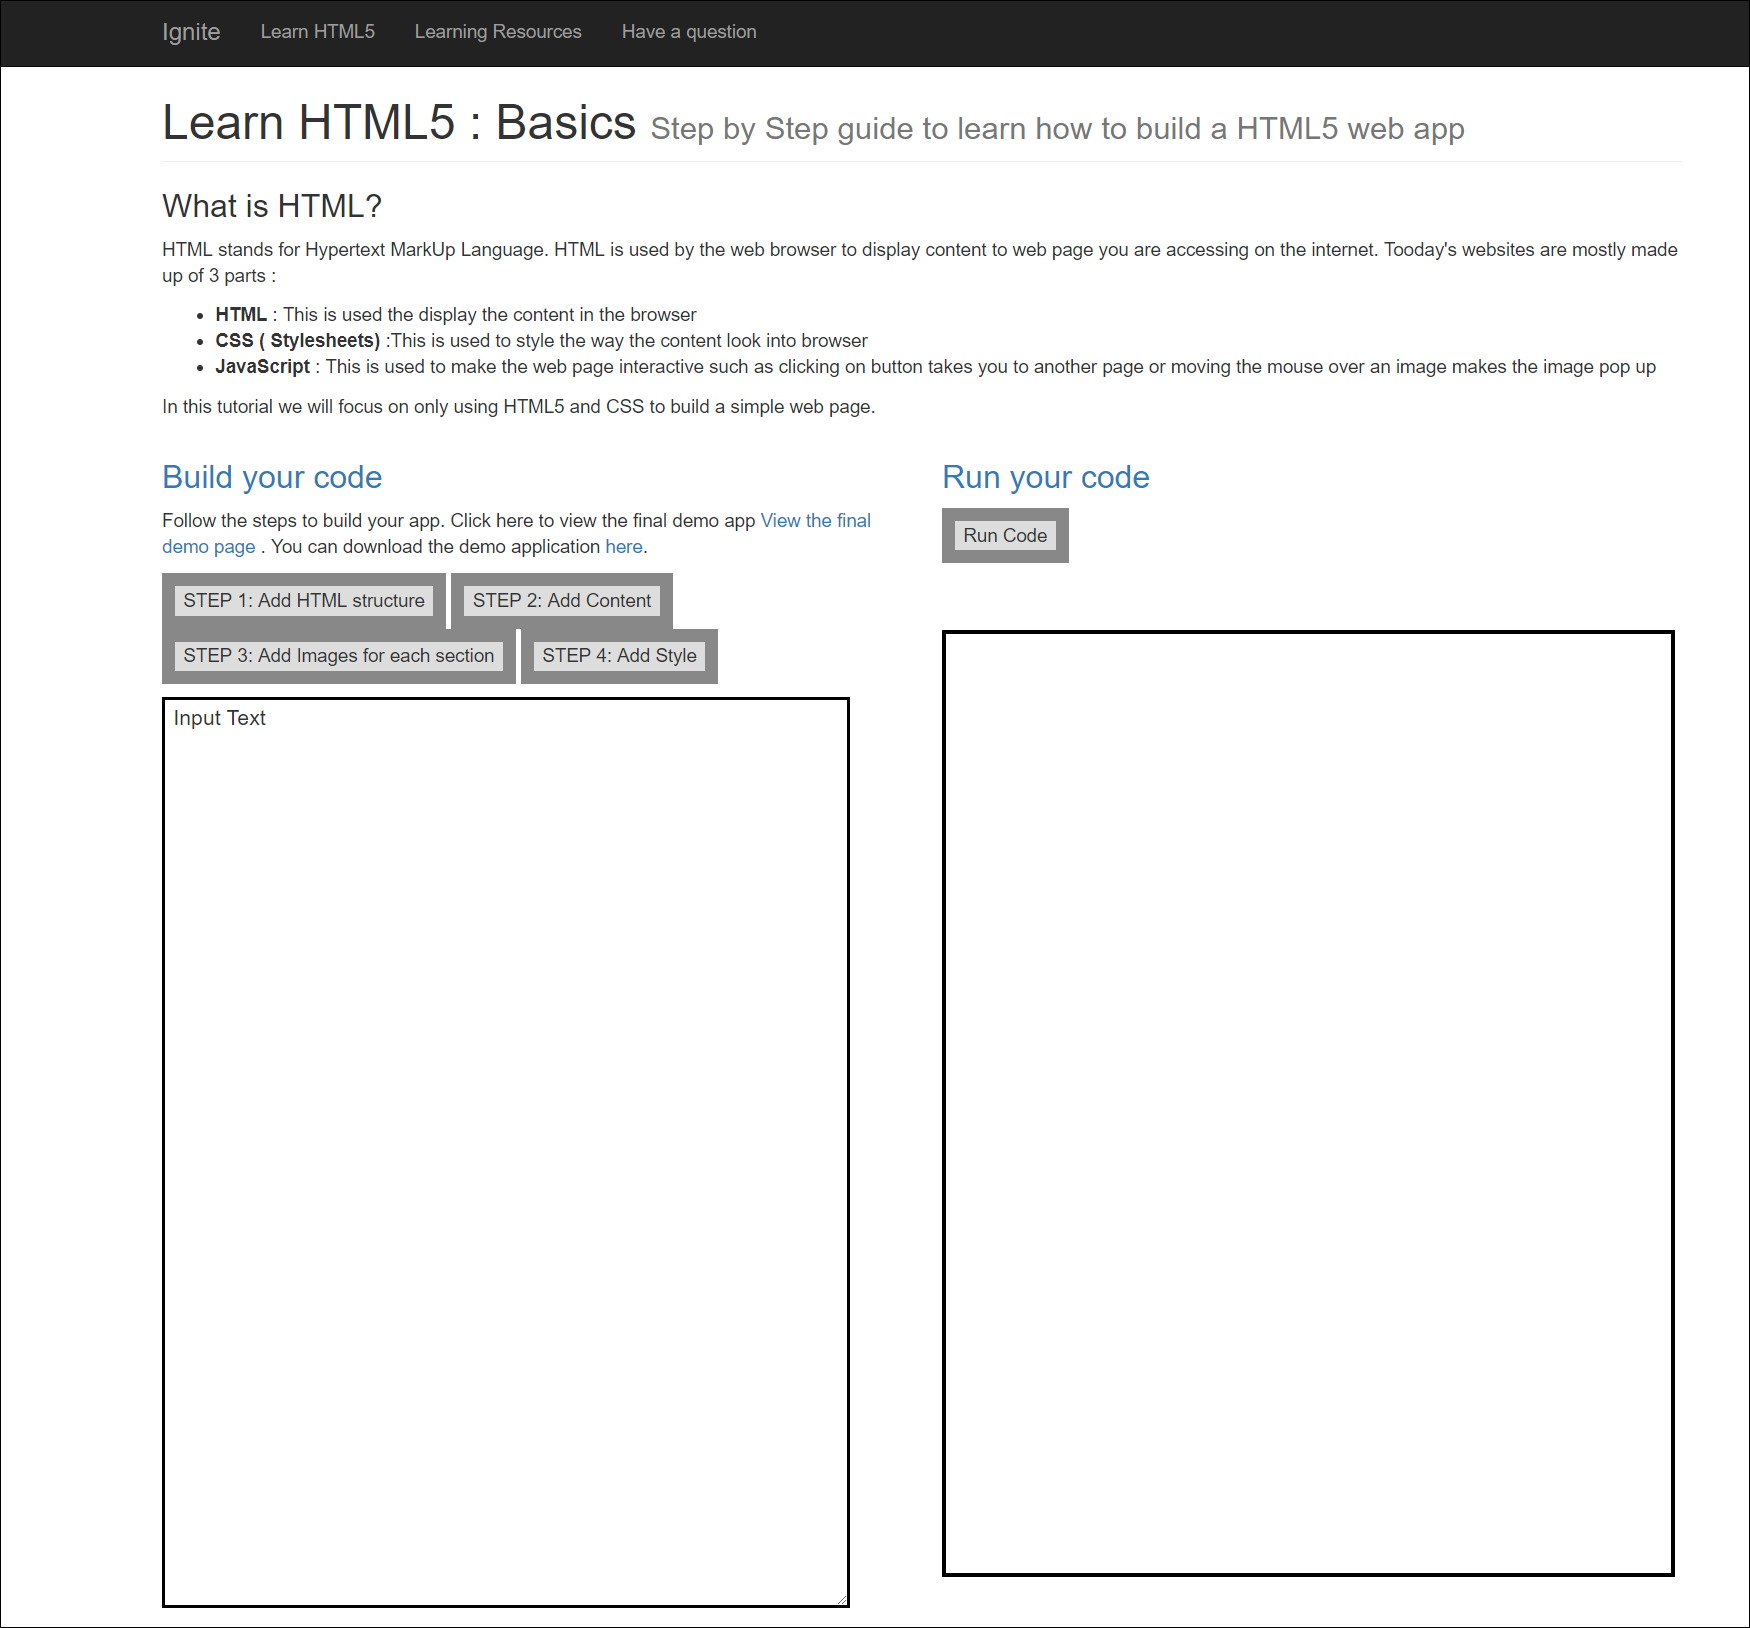 Ignite Learn HTML5 Learning Resources Have a question
Learn HTML5 : Basics Step by Step guide to learn how to build a HTML5 web app
What is HTML?
HTML stands for Hypertext MarkUp Language. HTML is used by the web browser to display content to web page you are accessing on the internet. Tooday's websites are mostly made
up of 3 parts :
• HTML : This is used the display the content in the browser
• CSS ( Stylesheets) :This is used to style the way the content look into browser
• JavaScript : This is used to make the web page interactive such as clicking on button takes you to another page or moving the mouse over an image makes the image pop up
In this tutorial we will focus on only using HTML5 and CSS to build a simple web page.
Build your code
Follow the steps to build your app. Click here to view the final demo app View the final
demo page . You can download the demo application here.
STEP 1: Add HTML structure STEP 2: Add Content
STEP 3: Add Images for each section STEP 4: Add Style
Input Text
Run your code
Run Code